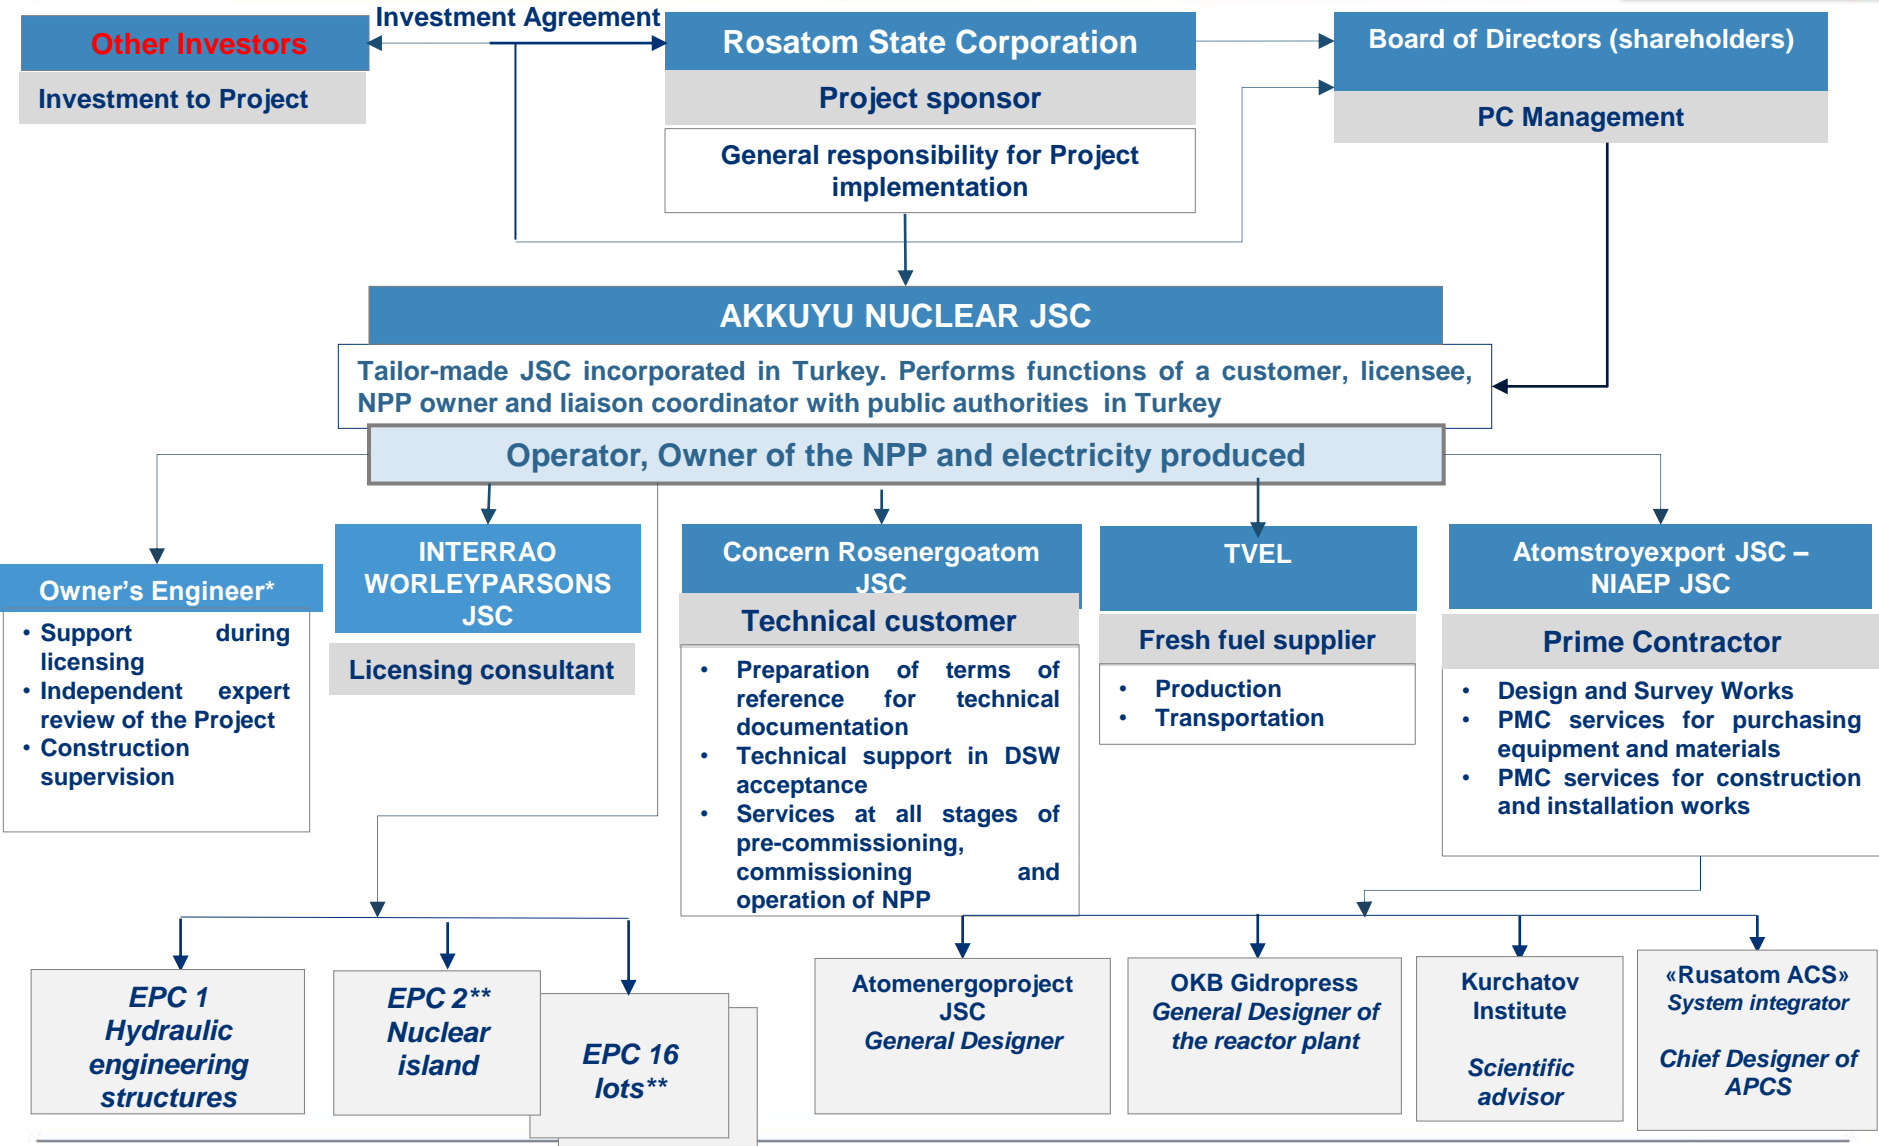 Investment Agreement
Other Investors
Investment to Project
Rosatom State Corporation
Project sponsor
General responsibility for Project
implementation
Board of Directors (shareholders)
PC Management
AKKUYU NUCLEAR JSC
Tailor-made JSC incorporated in Turkey. Performs functions of a customer, licensee,
NPP owner and liaison coordinator with public authorities in Turkey
Operator, Owner of the NPP and electricity produced
Owner's Engineer*
• Support during
licensing
• Independent expert
review of the Project
• Construction
supervision
INTERRAO
WORLEYPARSONS
JSC
Licensing consultant
Concern Rosenergoatom
JSC
Technical customer
• Preparation of terms of
reference for technical
documentation
• Technical support in DSW
acceptance
• Services at all stages of
pre-commissioning,
commissioning and
operation of NPP
TVEL
Fresh fuel supplier
• Production
• Transportation
Atomstroyexport JSC –
NIAEP JSC
Prime Contractor
• Design and Survey Works
• PMC services for purchasing
equipment and materials
• PMC services for construction
and installation works
EPC 1
Hydraulic
engineering
structures
EPC 2**
Nuclear
island
EPC 16
lots**
Atomenergoproject
JSC
General Designer
OKB Gidropress
General Designer of
the reactor plant
Kurchatov
Institute
Scientific
advisor
«Rusatom ACS»
System integrator
Chief Designer of
APCS